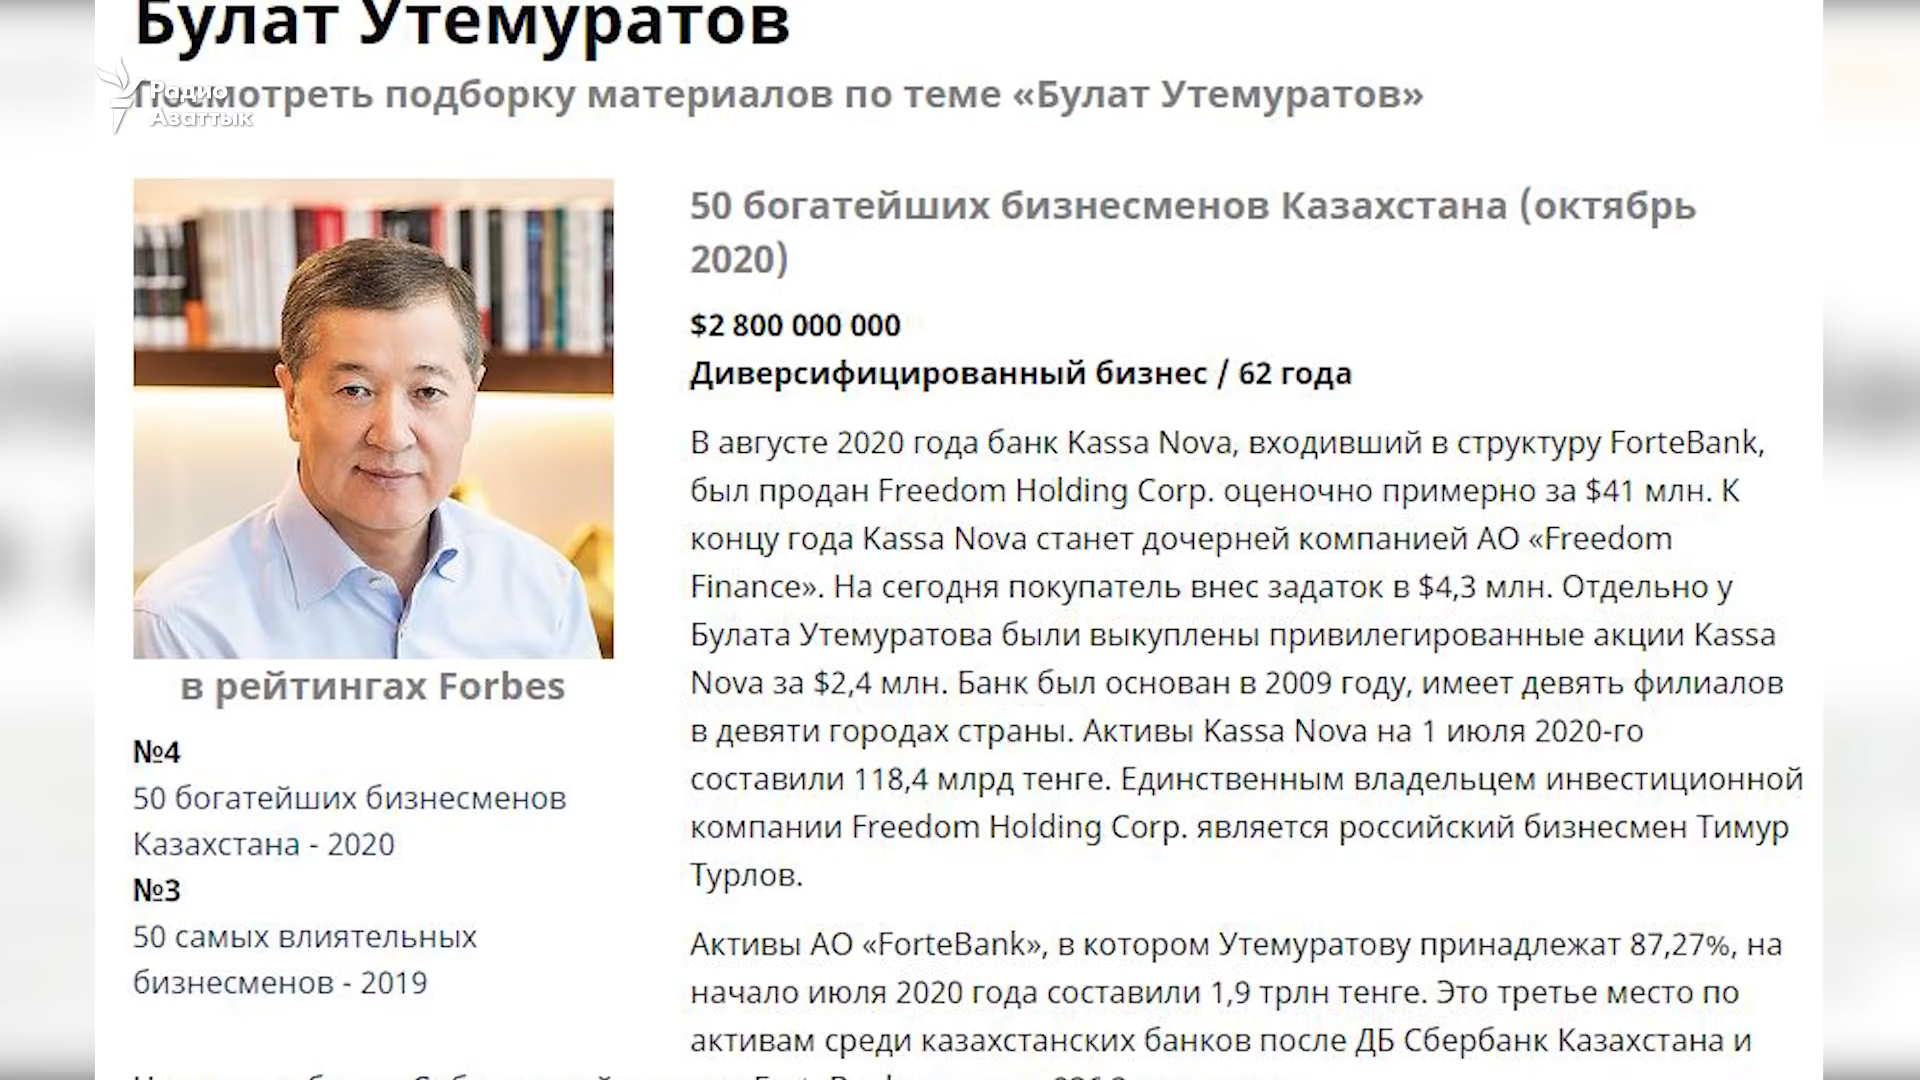 Булат Утемуратов
Посмотреть подборку материалов по теме «Булат Утемуратов»
Радио
Азаттык
50 богатейших бизнесменов Казахстана (октябрь
2020)
$2 800 000 000
Диверсифицированный бизнес / 62 года
В августе 2020 года банк Kassa Nova, входивший в структуру ForteBank,
был продан Freedom Holding Corp. оценочно примерно за $41 млн. К
концу года Kassa Nova станет дочерней компанией АО «Freedom
Finance». На сегодня покупатель внес задаток в $4,3 млн. Отдельно у
Булата Утемуратова были выкуплены привилегированные акции Kassa
Nova за $2,4 млн. Банк был основан в 2009 году, имеет девять филиалов
в девяти городах страны. Активы Kassa Nova на 1 июля 2020-го
составили 118,4 млрд тенге. Единственным владельцем инвестиционной
компании Freedom Holding Corp. является российский бизнесмен Тимур
Турлов.
Активы АО «ForteBank», в котором Утемуратову принадлежат 87,27%, на
начало июля 2020 года составили 1,9 трлн тенге. Это третье место по
активам среди казахстанских банков после ДБ Сбербанк Казахстана и
в рейтингах Forbes
№4
50 богатейших бизнесменов
Казахстана - 2020
№3
50 самых влиятельных
бизнесменов - 2019